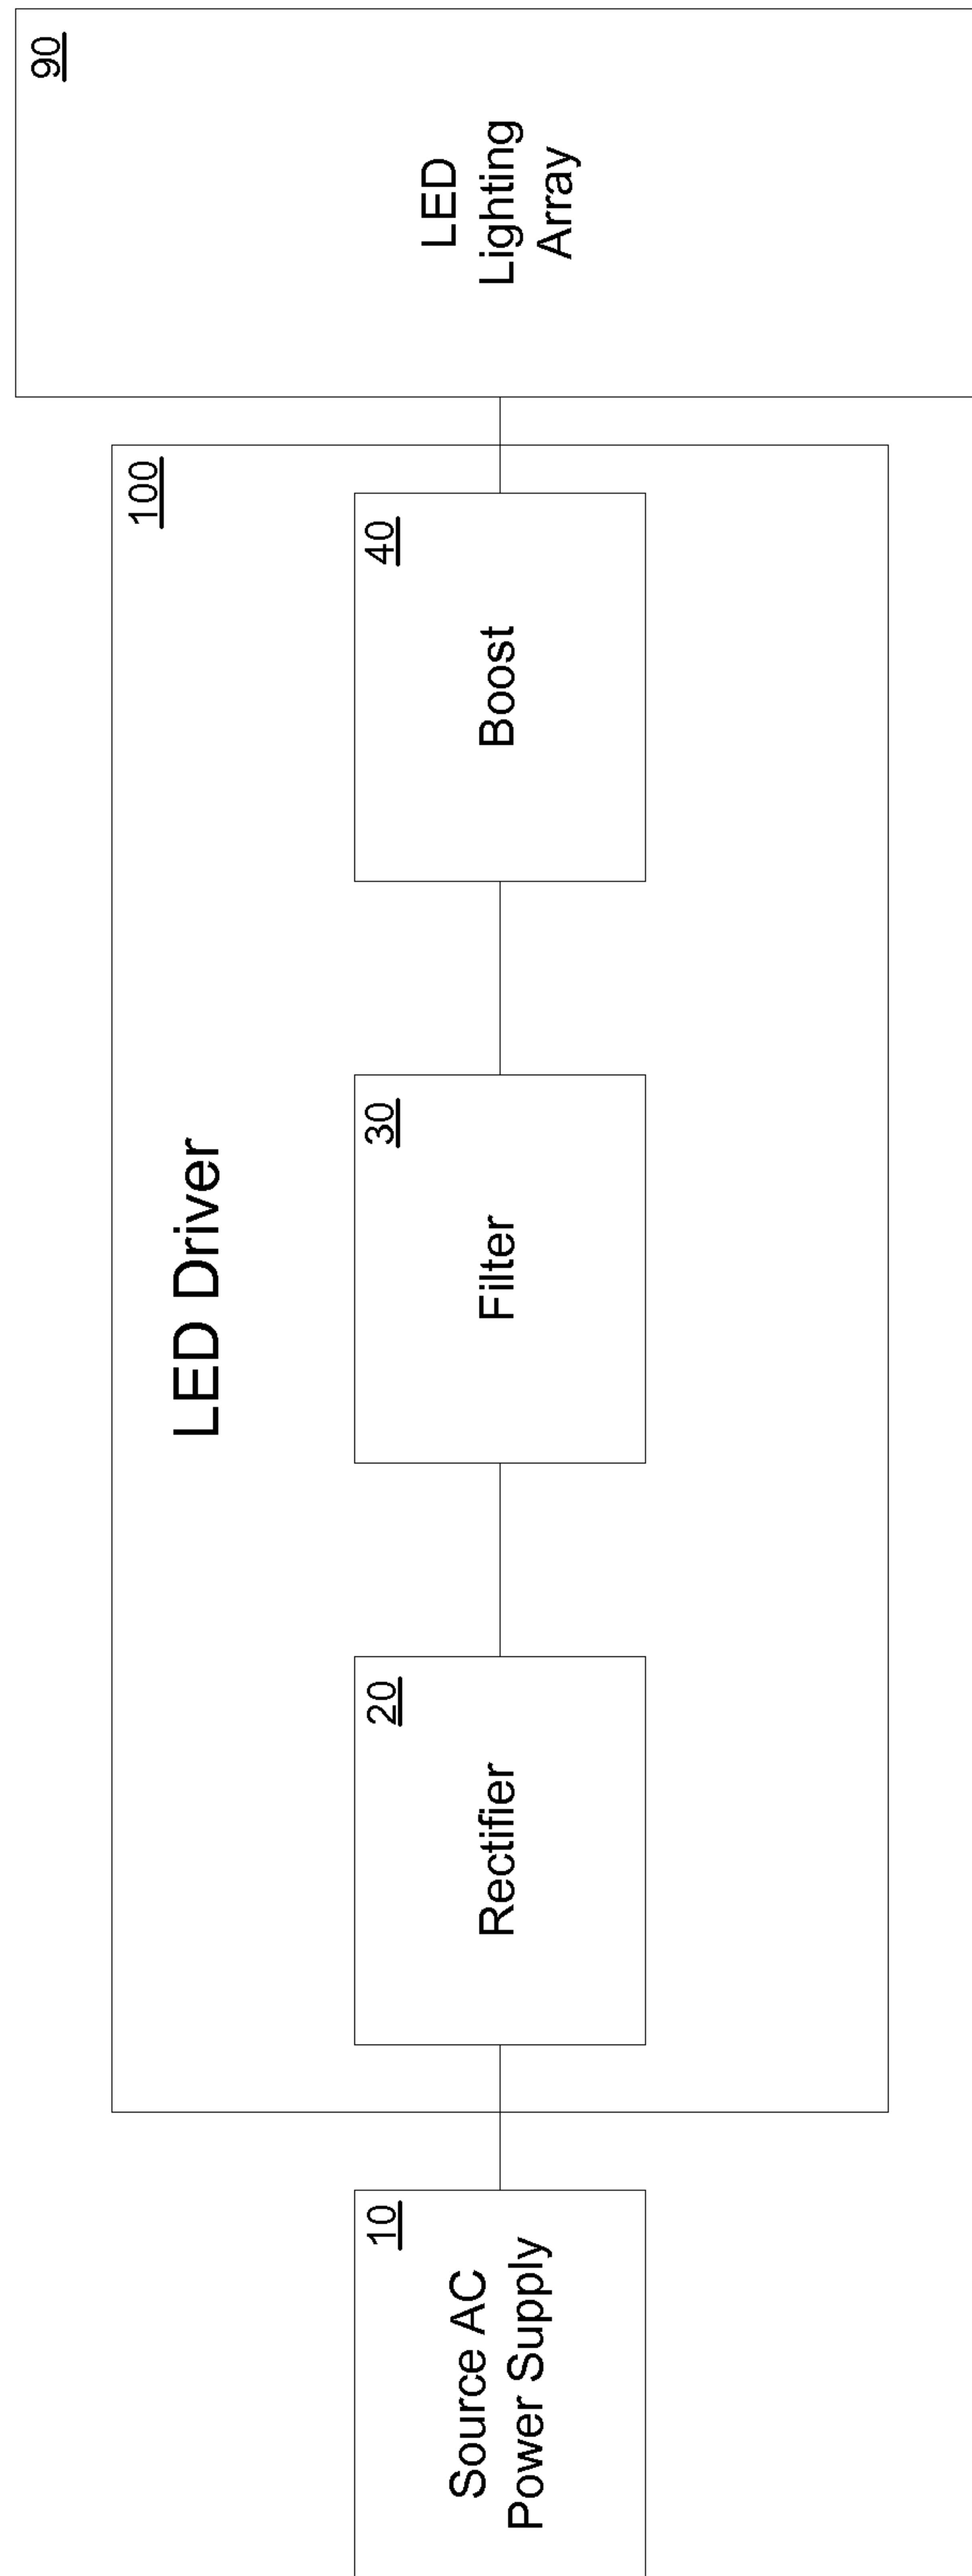 LED Driver
100
10
Source AC
Power Supply
20
Rectifier
30
Filter
40
Boost
90
LED
Lighting
Array